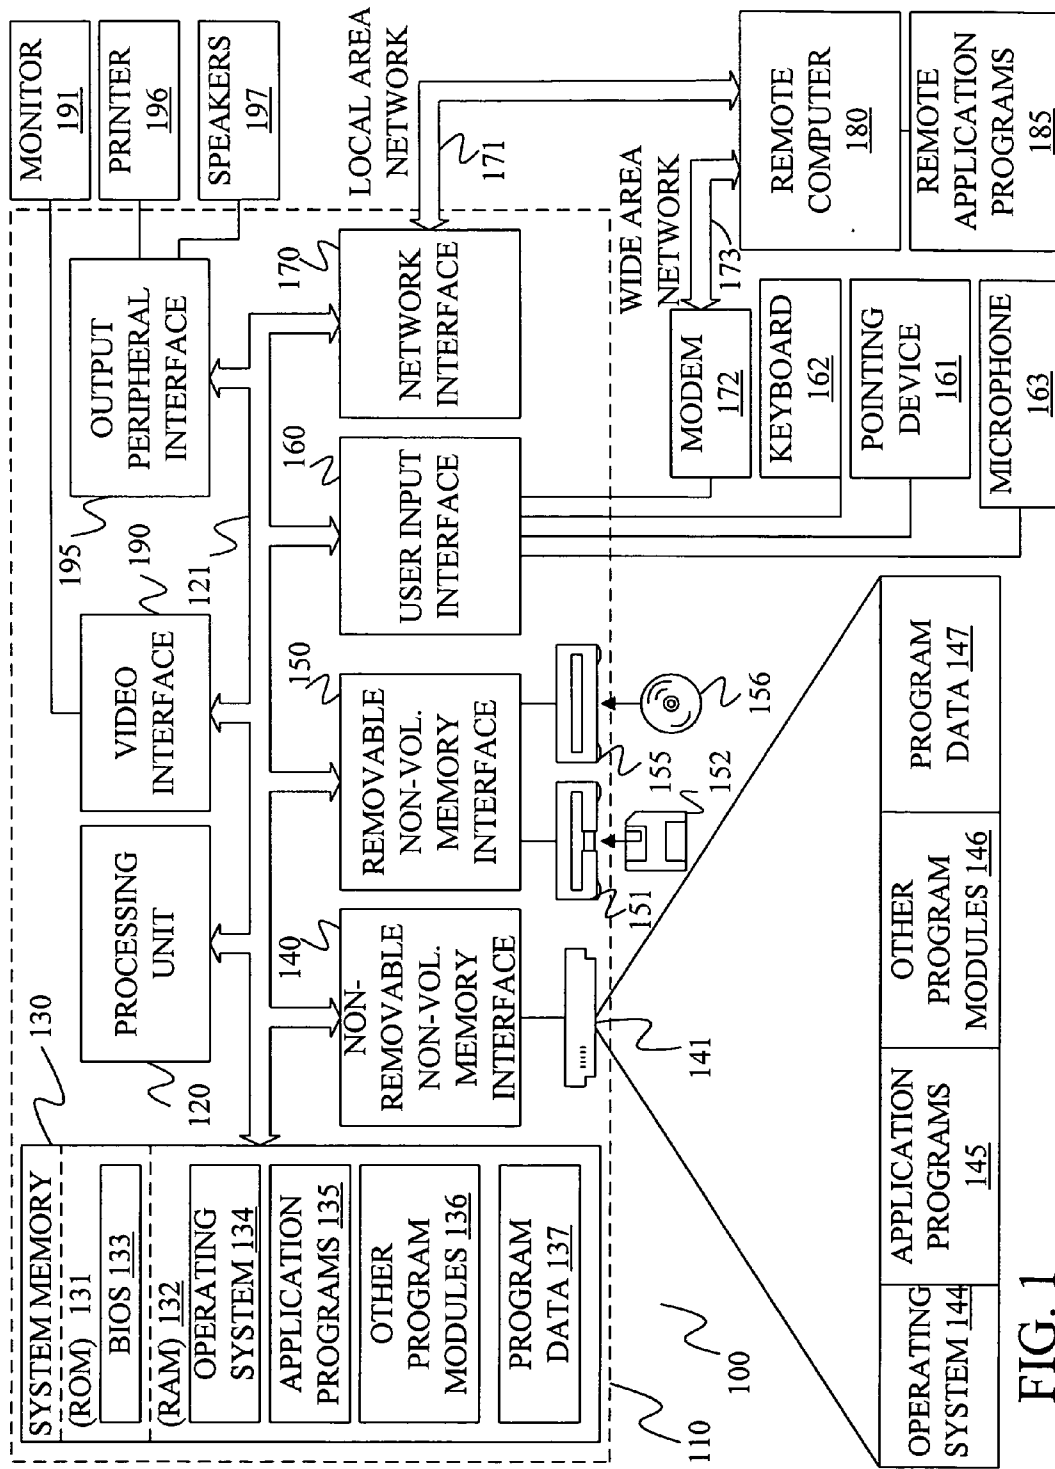 SYSTEM MEMORY
(ROM) 131
BIOS 133
(RAM) 132
OPERATING
SYSTEM 134
APPLICATION
PROGRAMS 135
OTHER
PROGRAM
MODULES 136
PROGRAM
DATA 137
130
PROCESSING
UNIT
120
VIDEO
INTERFACE
190
121
OUTPUT
PERIPHERAL
INTERFACE
195
MONITOR
191
PRINTER
196
SPEAKERS
197
NON-
REMOVABLE
NON-VOL.
MEMORY
INTERFACE
140
REMOVABLE
NON-VOL.
MEMORY
INTERFACE
150
USER INPUT
INTERFACE
160
NETWORK
INTERFACE
170
LOCAL AREA
NETWORK
171
WIDE AREA
NETWORK
173
141
151
152
155
156
MODEM
172
KEYBOARD
162
POINTING
DEVICE
161
MICROPHONE
163
REMOTE
COMPUTER
180
REMOTE
APPLICATION
PROGRAMS
185
110
100
OPERATING
SYSTEM 144
APPLICATION
PROGRAMS
145
OTHER
PROGRAM
MODULES 146
PROGRAM
DATA 147
FIG. 1